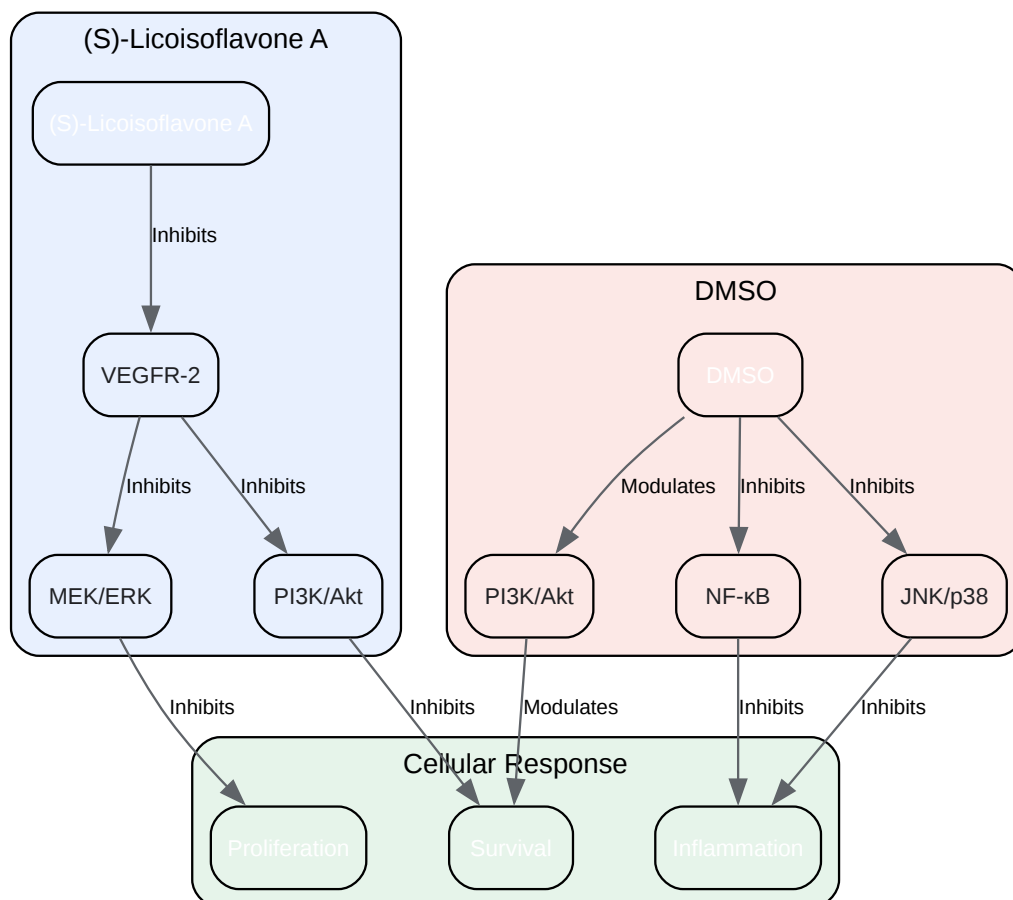 (S)-Licoisoflavone A
(S)-Licoisoflavone A
Inhibits
DMSO
VEGFR-2
DMSO
Inhibits
Inhibits
Modulates
Inhibits
Inhibits
MEK/ERK
PI3K/Akt
PI3K/Akt
NF-κB
JNK/p38
Inhibits
Inhibits
Modulates
Inhibits
Inhibits
Cellular Response
Proliferation
Survival
Inflammation